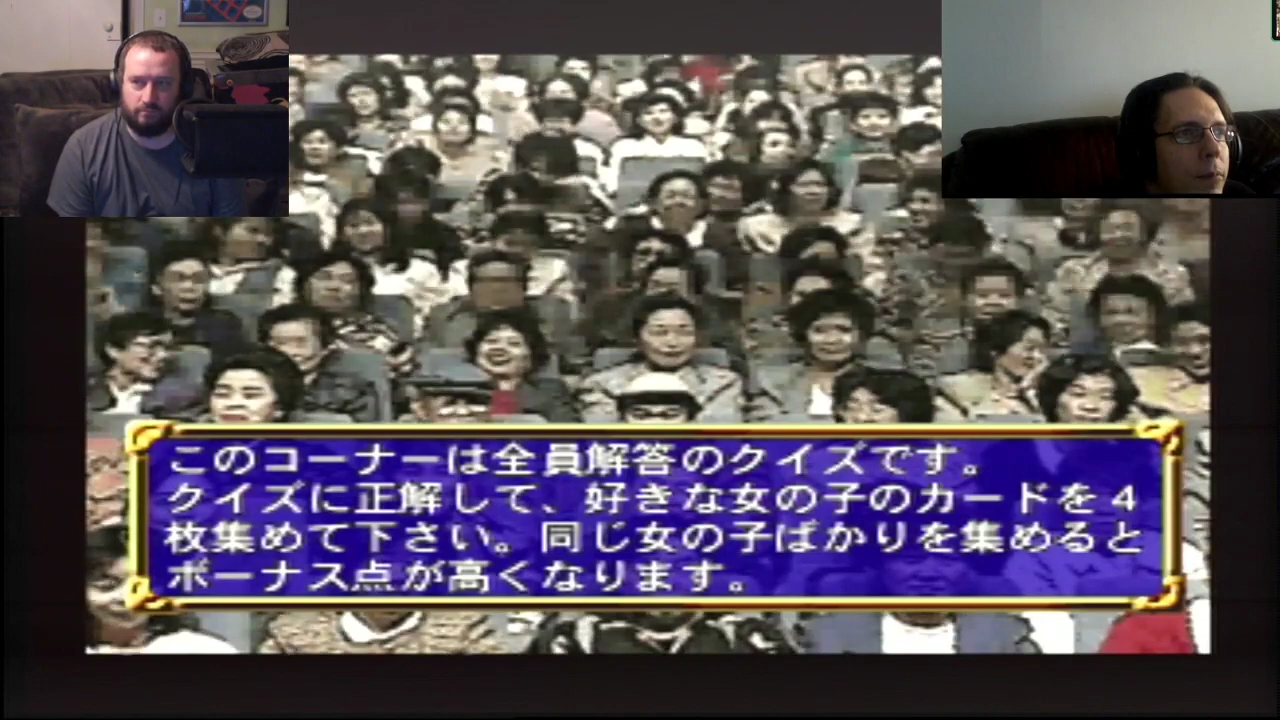 このコーナーは全員解答のクイズです。
クイズに正解して、好きな女の子のカードを4
枚集めて下さい。同じ女の子ばかりを集めると
ボーナス点が高くなります。